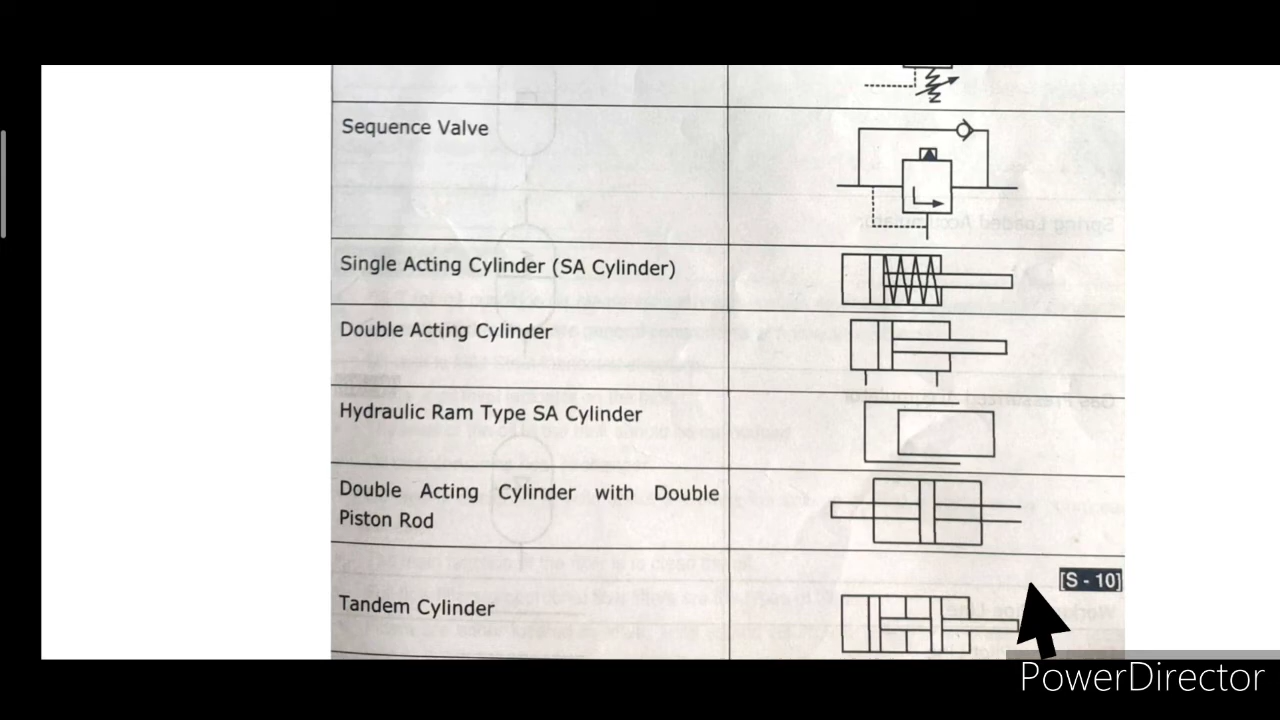 Sequence Valve
Single Acting Cylinder (SA Cylinder)
Double Acting Cylinder
Hydraulic Ram Type SA Cylinder
Double Acting Cylinder with Double
Piston Rod
[S - 10]
Tandem Cylinder
PowerDirector